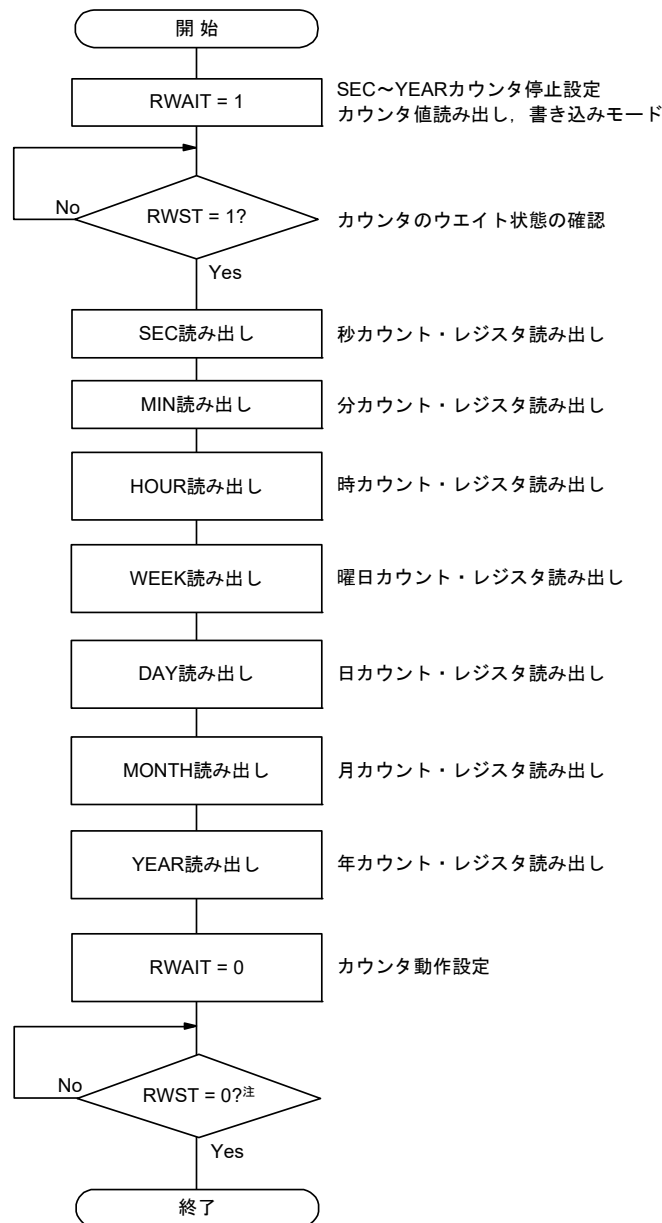 開 始
RWAIT = 1
SEC～YEARカウンタ停止設定
カウンタ値読み出し，書き込みモード
No
RWST = 1?
カウンタのウエイト状態の確認
Yes
SEC読み出し
秒カウント・レジスタ読み出し
MIN読み出し
分カウント・レジスタ読み出し
HOUR読み出し
時カウント・レジスタ読み出し
WEEK読み出し
曜日カウント・レジスタ読み出し
DAY読み出し
日カウント・レジスタ読み出し
MONTH読み出し
月カウント・レジスタ読み出し
YEAR読み出し
年カウント・レジスタ読み出し
RWAIT = 0
カウンタ動作設定
No
RWST = 0?注
Yes
終了